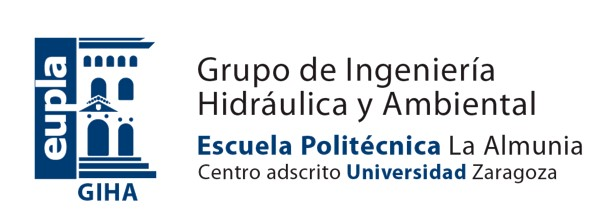 eupla
GIHA
Grupo de Ingeniería
Hidráulica y Ambiental
Escuela Politécnica La Almunia
Centro adscrito Universidad Zaragoza